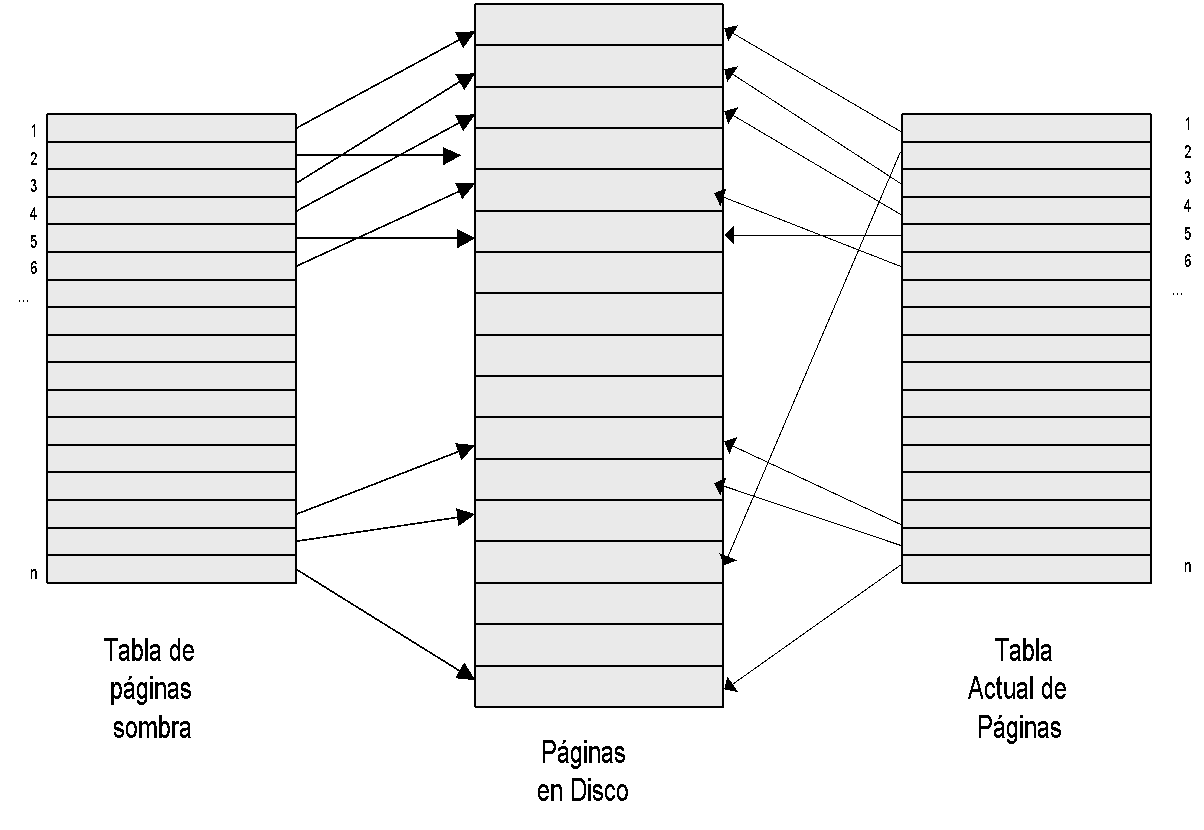 1
2
3
4
5
6
...
n
Tabla de
páginas
sombra
Páginas
en Disco
1
2
3
4
5
6
...
n
Tabla
Actual de
Páginas